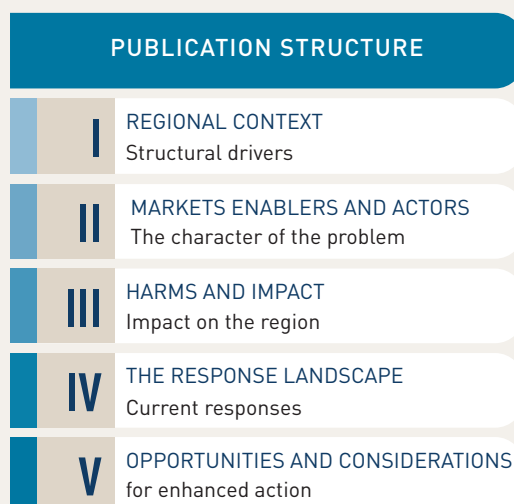 PUBLICATION STRUCTURE
I
REGIONAL CONTEXT
Structural drivers
II
MARKETS ENABLERS AND ACTORS
The character of the problem
III
HARMS AND IMPACT
Impact on the region
IV
THE RESPONSE LANDSCAPE
Current responses
V
OPPORTUNITIES AND CONSIDERATIONS
for enhanced action